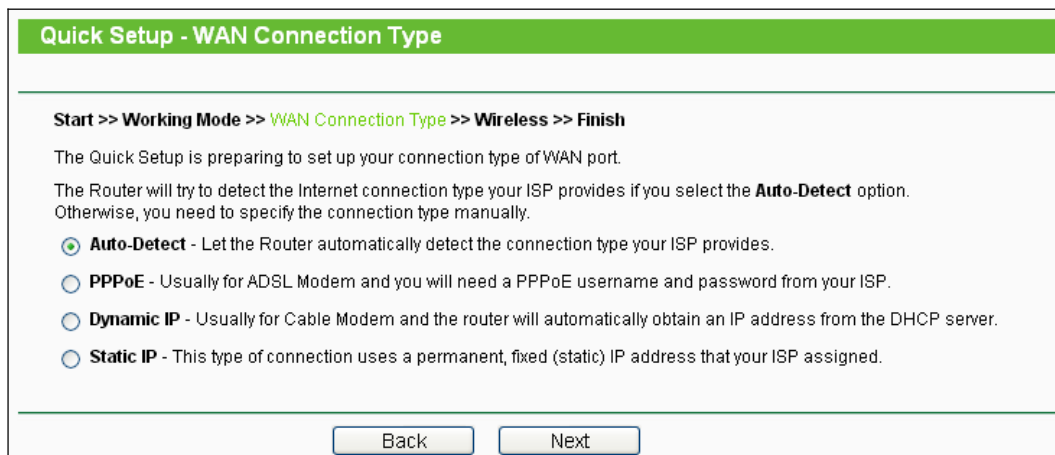 Quick Setup - WAN Connection Type
Start >> Working Mode >> WAN Connection Type >> Wireless >> Finish
The Quick Setup is preparing to set up your connection type of WAN port.
The Router will try to detect the Internet connection type your ISP provides if you select the Auto-Detect option.
Otherwise, you need to specify the connection type manually.
Auto-Detect - Let the Router automatically detect the connection type your ISP provides.
PPPoE - Usually for ADSL Modem and you will need a PPPoE username and password from your ISP.
Dynamic IP - Usually for Cable Modem and the router will automatically obtain an IP address from the DHCP server.
Static IP - This type of connection uses a permanent, fixed (static) IP address that your ISP assigned.
Back Next